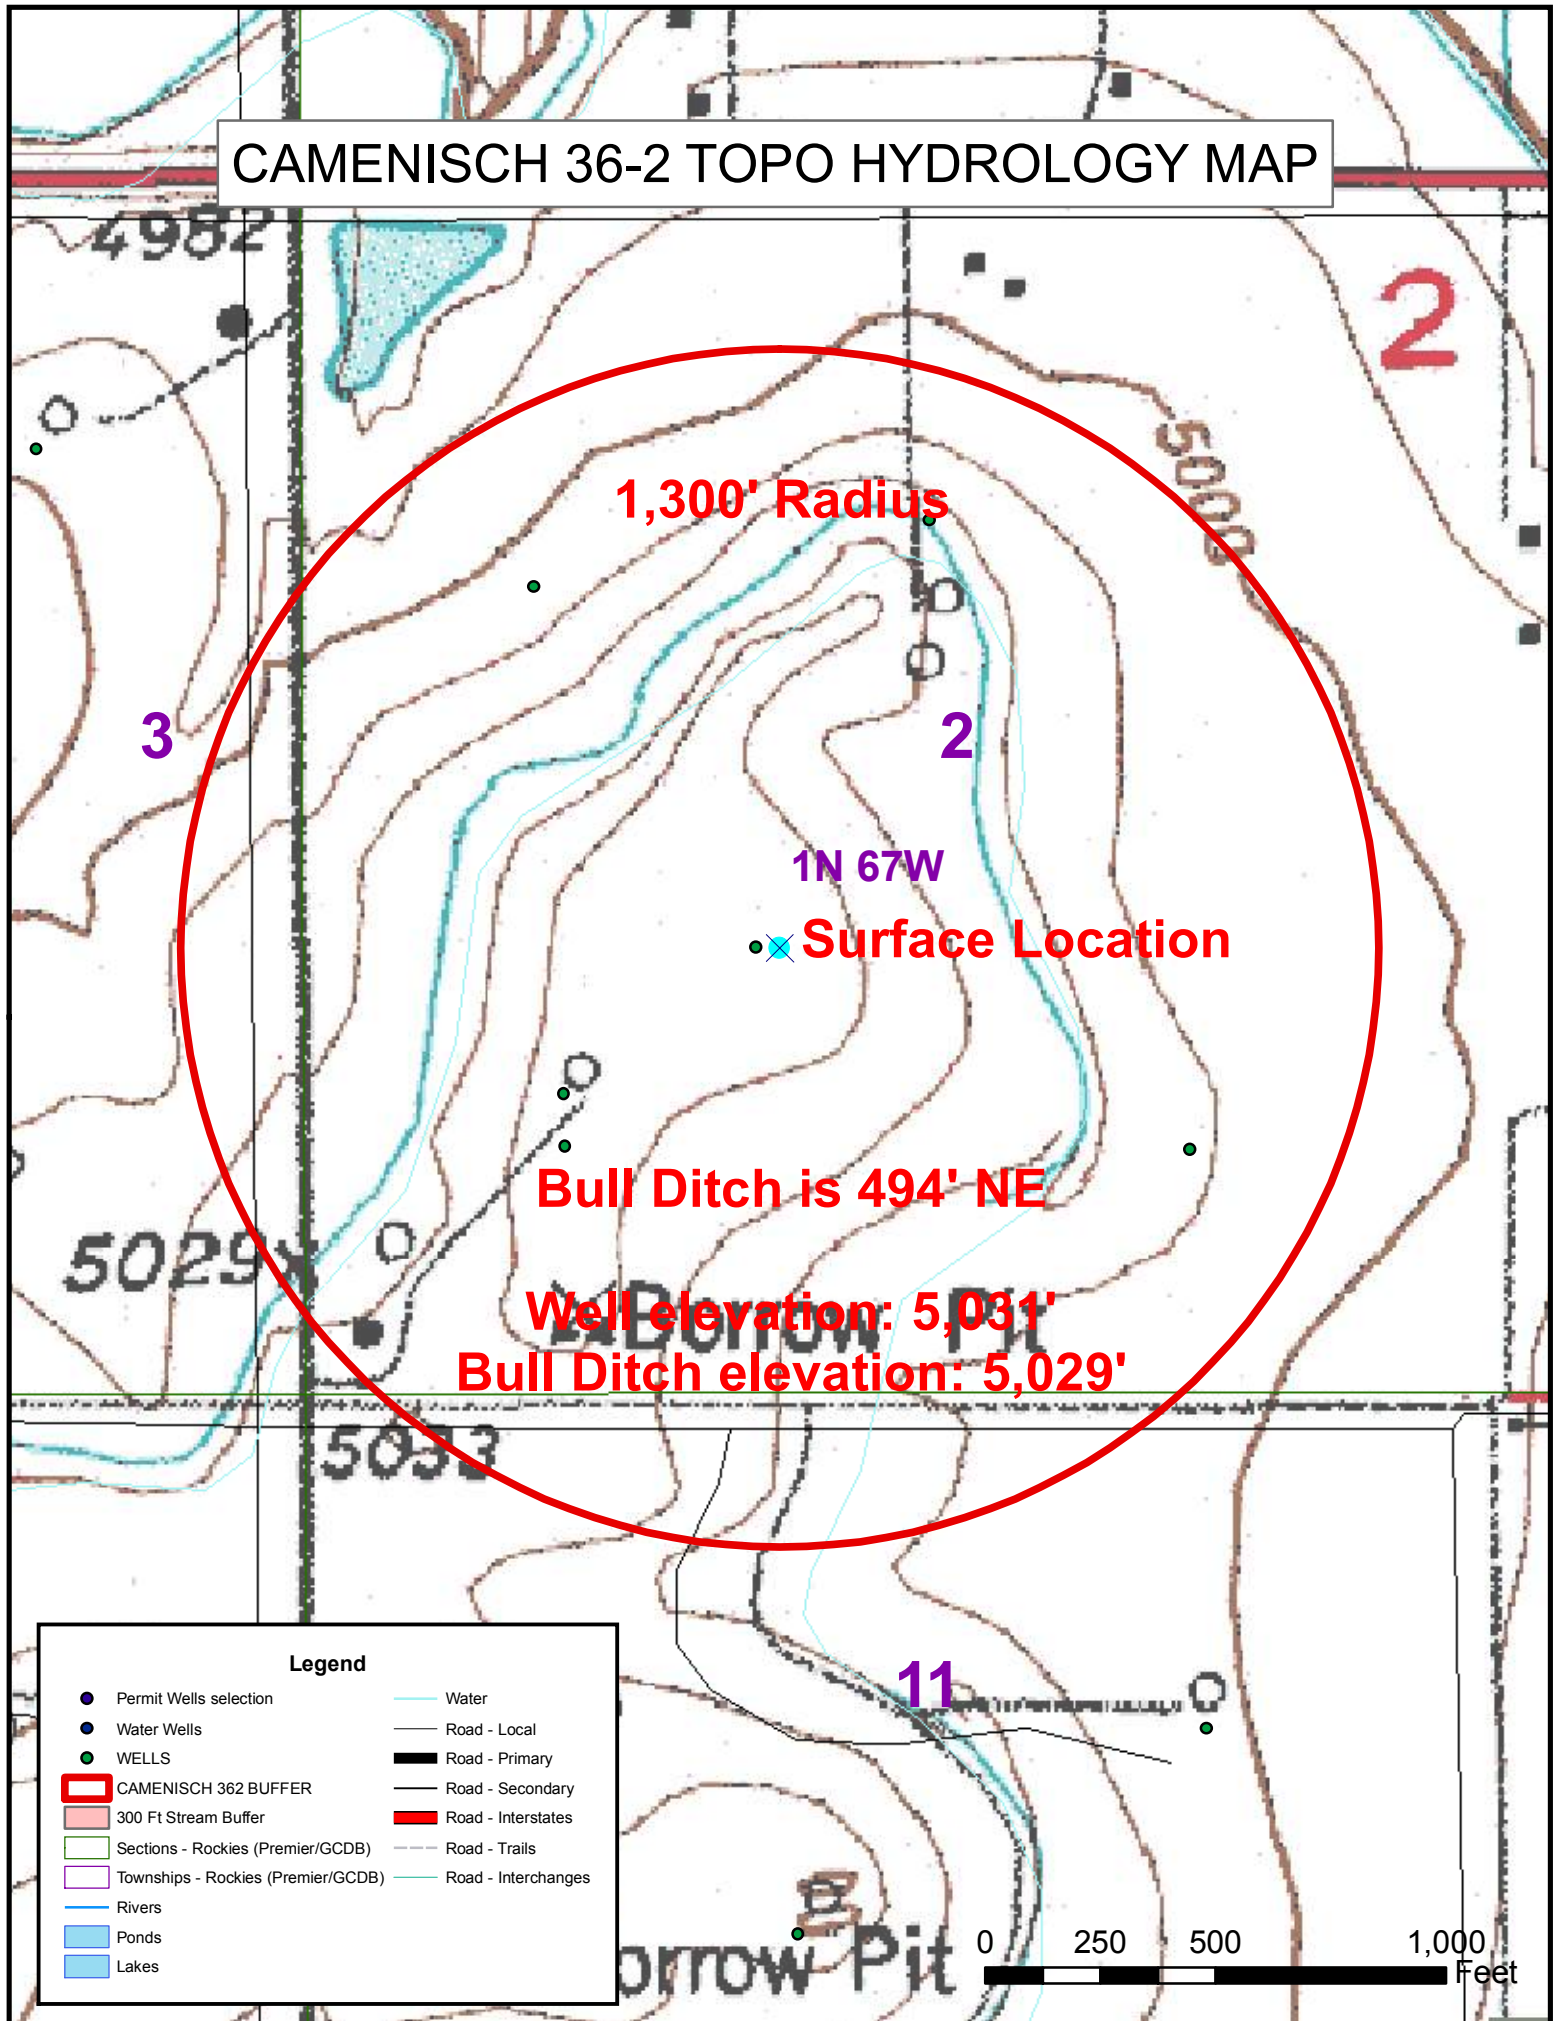 CAMENISCH 36-2 TOPO HYDROLOGY MAP
4982
2
5000
1,300' Radius
3
2
1N 67W
Surface Location
Bull Ditch is 494' NE
5029
Borrow Pit
Well elevation: 5,031'
Bull Ditch elevation: 5,029'
5033
11
Legend
Permit Wells selection
Water Wells
WELLS
CAMENISCH 362 BUFFER
300 Ft Stream Buffer
Sections - Rockies (Premier/GCDB)
Townships - Rockies (Premier/GCDB)
Rivers
Ponds
Lakes
Water
Road - Local
Road - Primary
Road - Secondary
Road - Interstates
Road - Trails
Road - Interchanges
orrow Pit
0 250 500 1,000
Feet